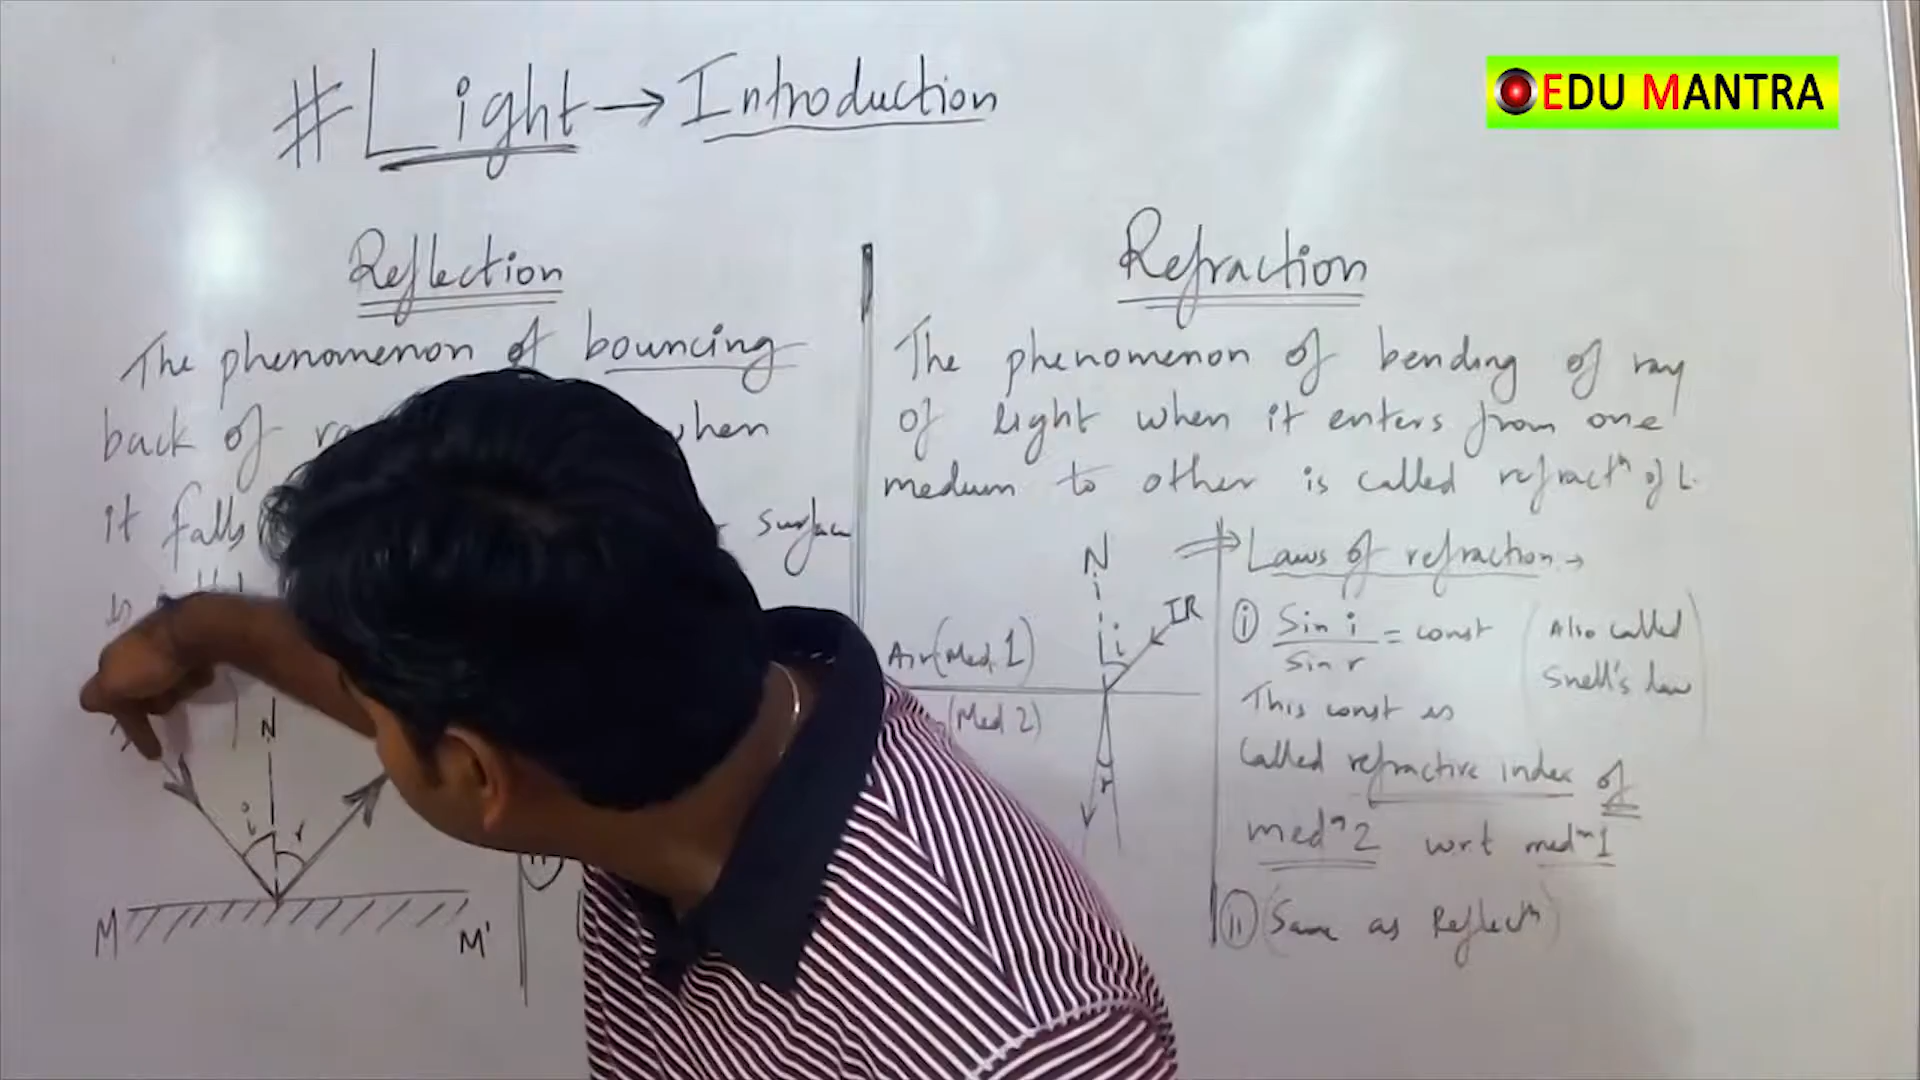 # Light → Introduction
EDU MANTRA
Reflection
The phenomenon of bouncing
back of
when
it falls
surface
N
i r
M M'
Refraction
The phenomenon of bending of ray
of light when it enters from one
medium to other is called refractⁿ of L.
N
IR
i
Air (Med 1)
(Med 2)
r
⇒ Laws of refraction →
(i) Sin i / Sin r = const (Also called
Snell's law)
This const is
called refractive index of
medᵐ 2 wrt medᵐ 1
(ii) (Same as Reflectⁿ)